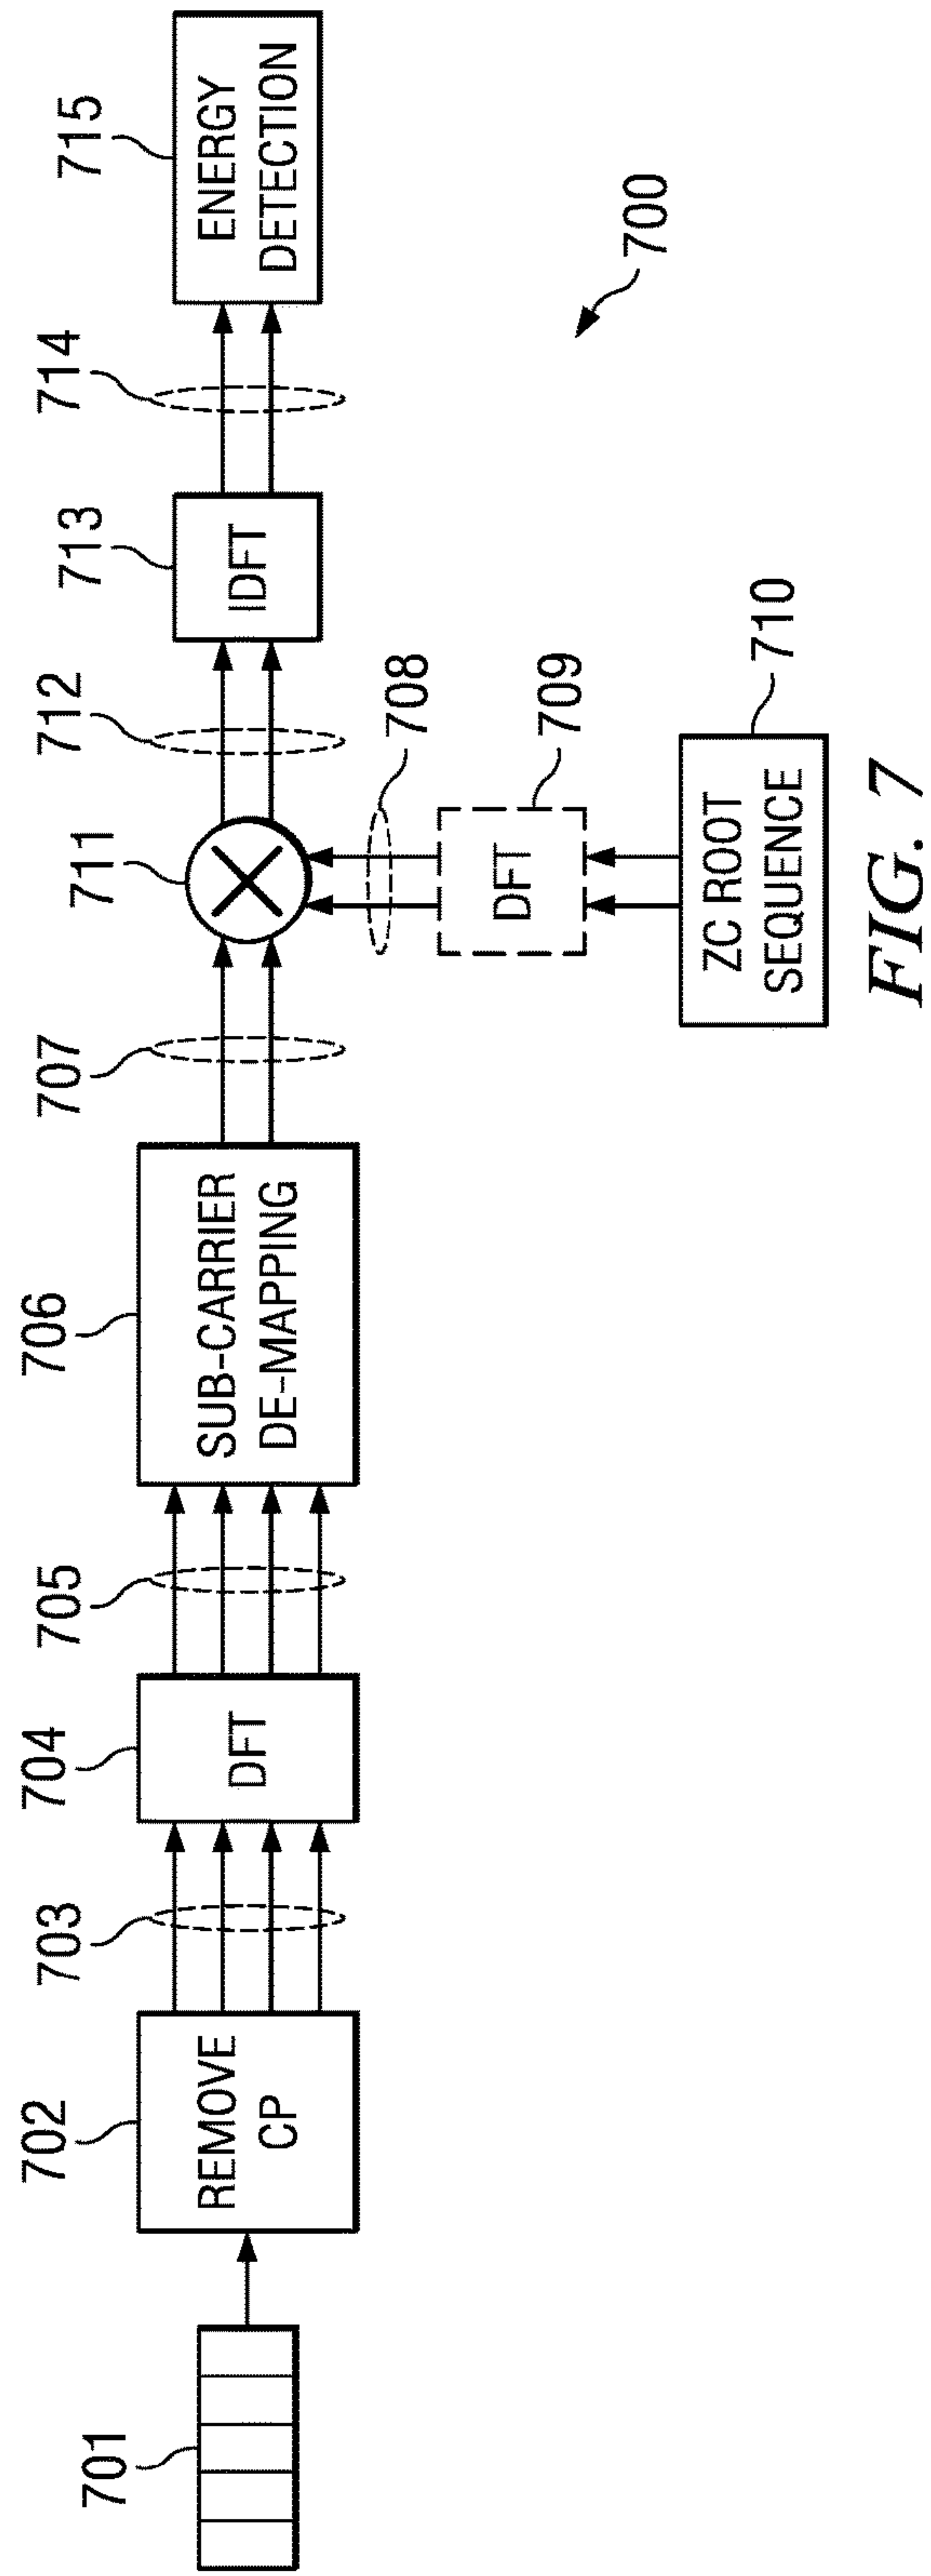 701
702
REMOVE
CP
703
704
DFT
705
706
SUB-CARRIER
DE-MAPPING
707
711
712
713
IDFT
714
715
ENERGY
DETECTION
708
DFT
709
ZC ROOT
SEQUENCE
710
700
FIG. 7